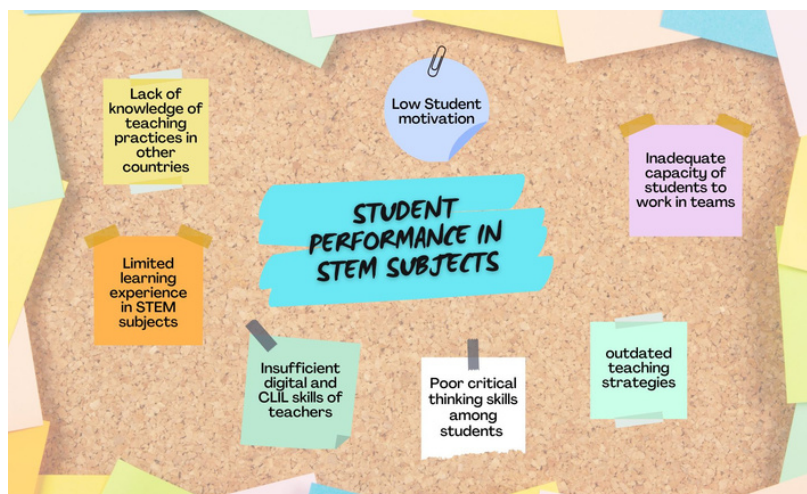 Low Student
motivation
Lack of
knowledge of
teaching
practices in
other
countries
Inadequate
capacity of
students to
work in teams
STUDENT
PERFORMANCE IN
STEM SUBJECTS
Limited
learning
experience
in STEM
subjects
Insufficient
digital and
CLIL skills of
teachers
Poor critical
thinking skills
among
students
outdated
teaching
strategies